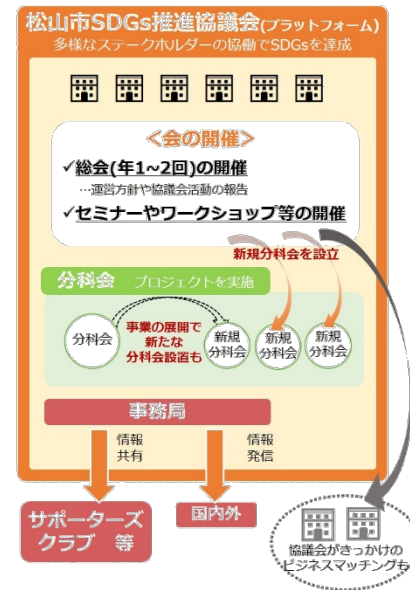 松山市SDGs推進協議会(プラットフォーム)
多様なステークホルダーの協働でSDGsを達成
<会の開催>
✓総会(年1~2回)の開催
…運営方針や協議会活動の報告
✓セミナーやワークショップ等の開催
新規分科会を設立
分科会 プロジェクトを実施
分科会
事業の展開で
新たな
分科会設置も
新規
分科会
新規
分科会
新規
分科会
事務局
情報
共有
情報
発信
サポーターズ
クラブ 等
国内外
協議会がきっかけの
ビジネスマッチングも